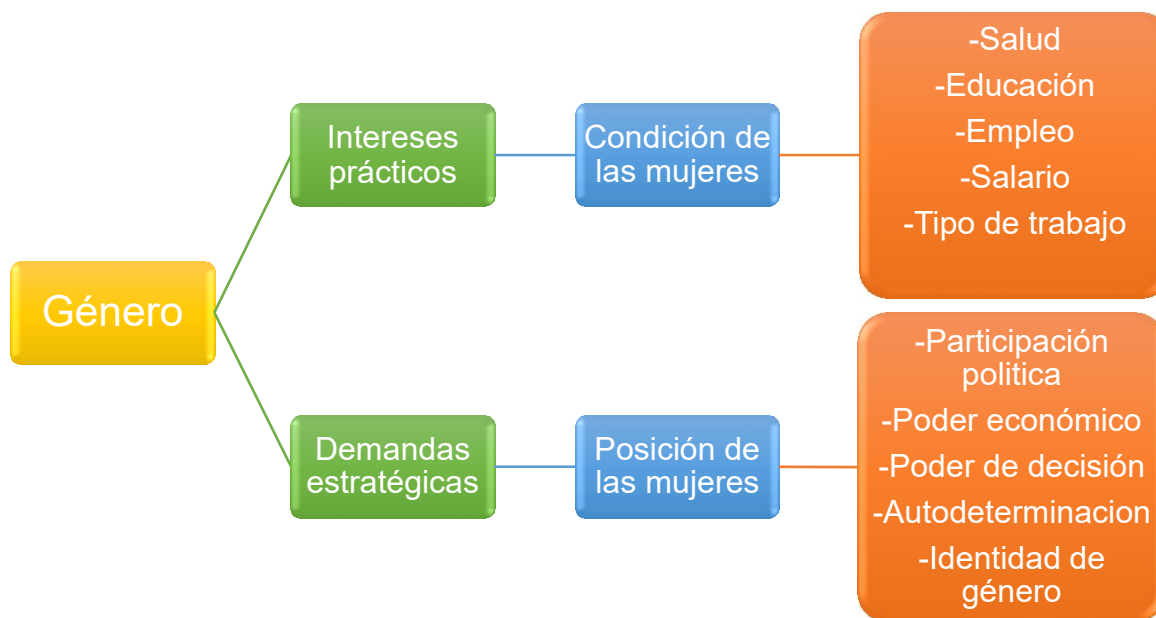 Género
Intereses
prácticos
Condición de
las mujeres
-Salud
-Educación
-Empleo
-Salario
-Tipo de trabajo
Demandas
estratégicas
Posición de
las mujeres
-Participación
politica
-Poder económico
-Poder de decisión
-Autodeterminacion
-Identidad de
género